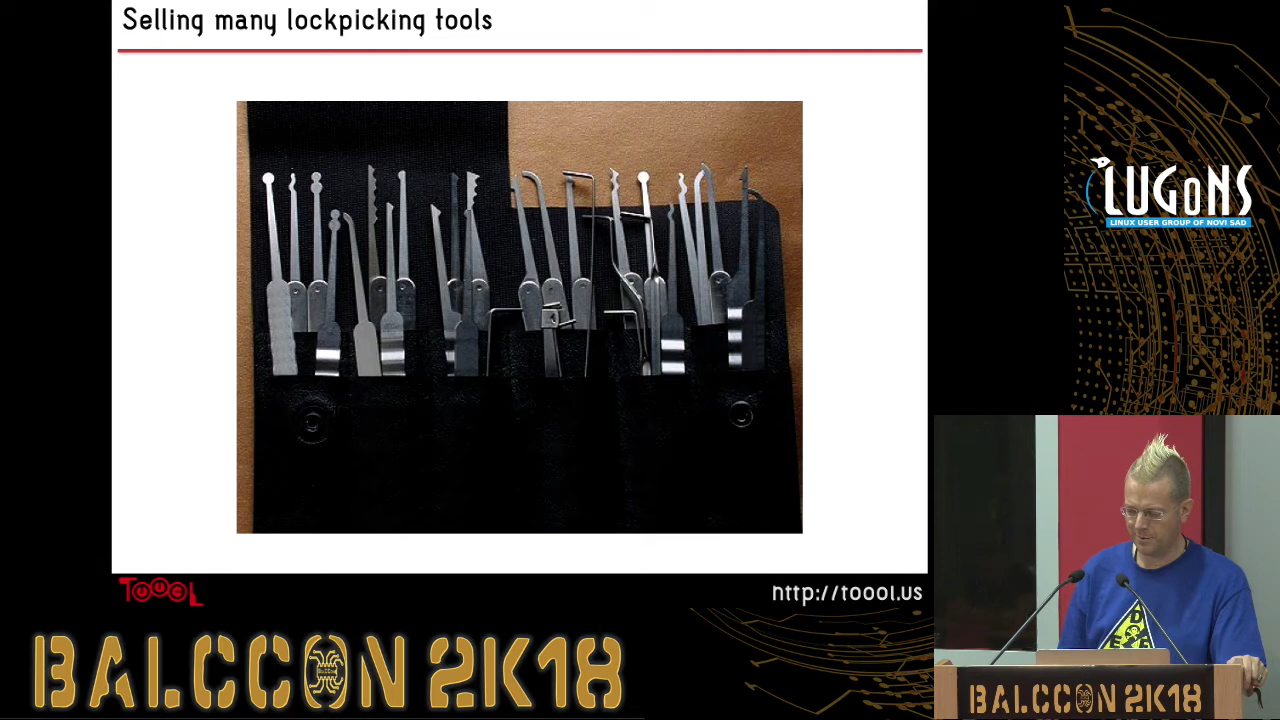 Selling many lockpicking tools
LUGoNS
LINUX USER GROUP OF NOVI SAD
TOOOL
http://toool.us
BALCCON 2K18
BALCCON 2K18